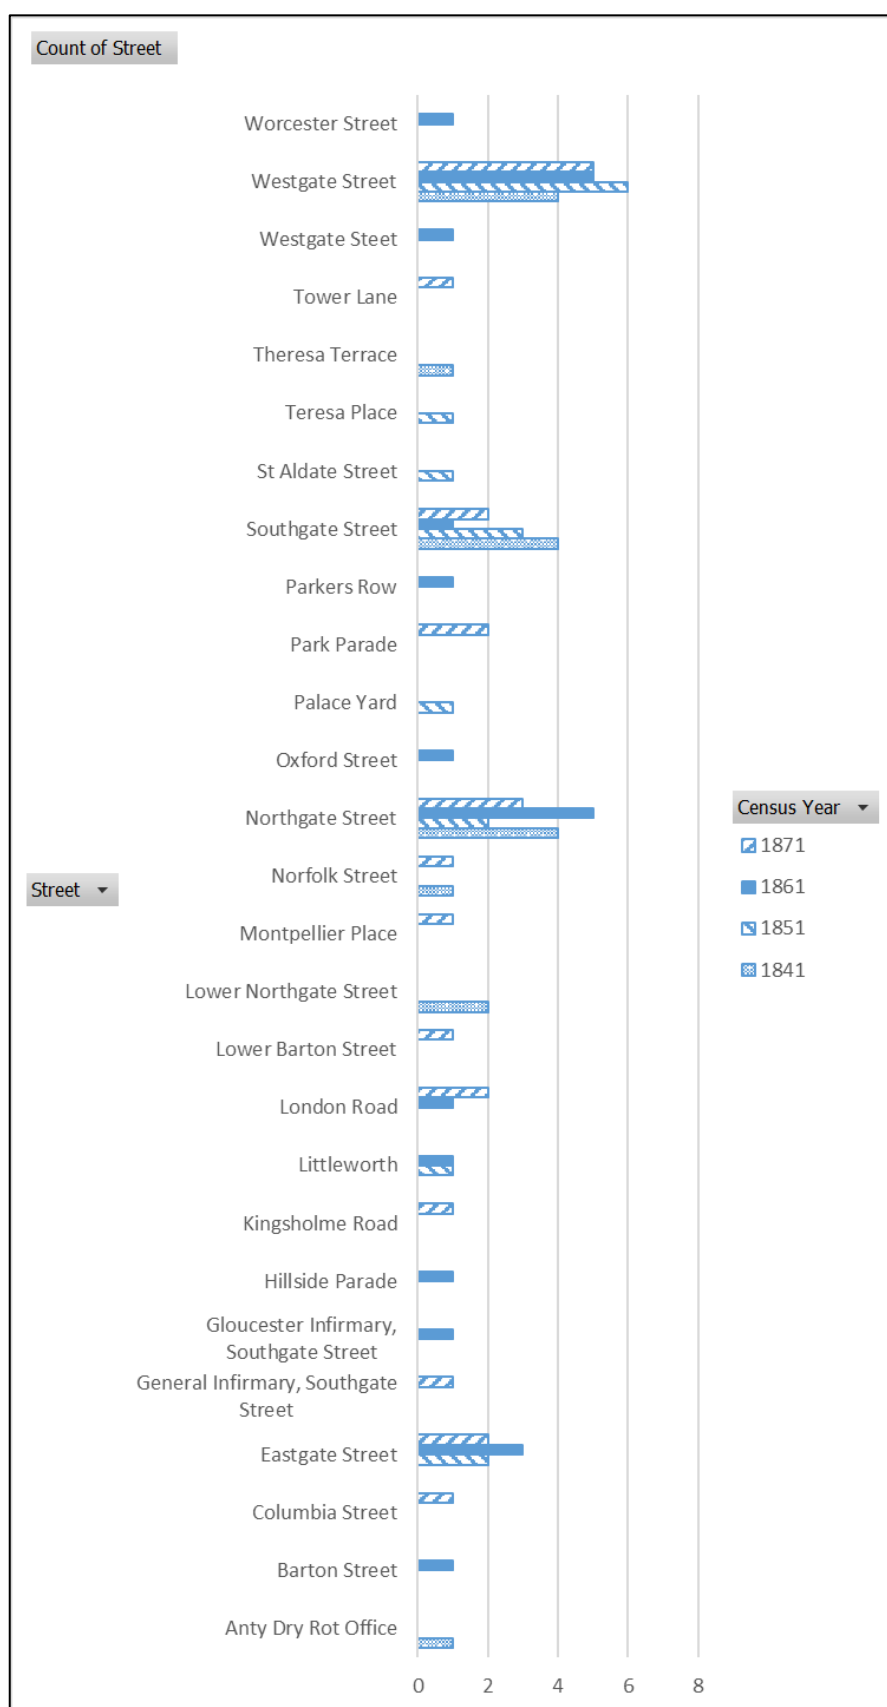 Count of Street
Worcester Street
Westgate Street
Westgate Steet
Tower Lane
Theresa Terrace
Teresa Place
St Aldate Street
Southgate Street
Parkers Row
Park Parade
Palace Yard
Oxford Street
Northgate Street
Norfolk Street
Montpellier Place
Lower Northgate Street
Lower Barton Street
London Road
Littleworth
Kingsholme Road
Hillside Parade
Gloucester Infirmary,
Southgate Street
General Infirmary, Southgate
Street
Eastgate Street
Columbia Street
Barton Street
Anty Dry Rot Office
0 2 4 6 8
Street
Census Year
1871
1861
1851
1841